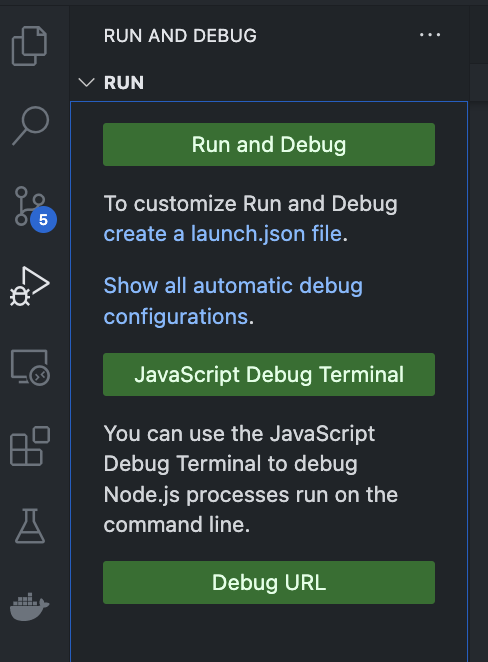 RUN AND DEBUG
RUN
Run and Debug
To customize Run and Debug
create a launch.json file.
Show all automatic debug
configurations.
JavaScript Debug Terminal
You can use the JavaScript
Debug Terminal to debug
Node.js processes run on the
command line.
Debug URL
5